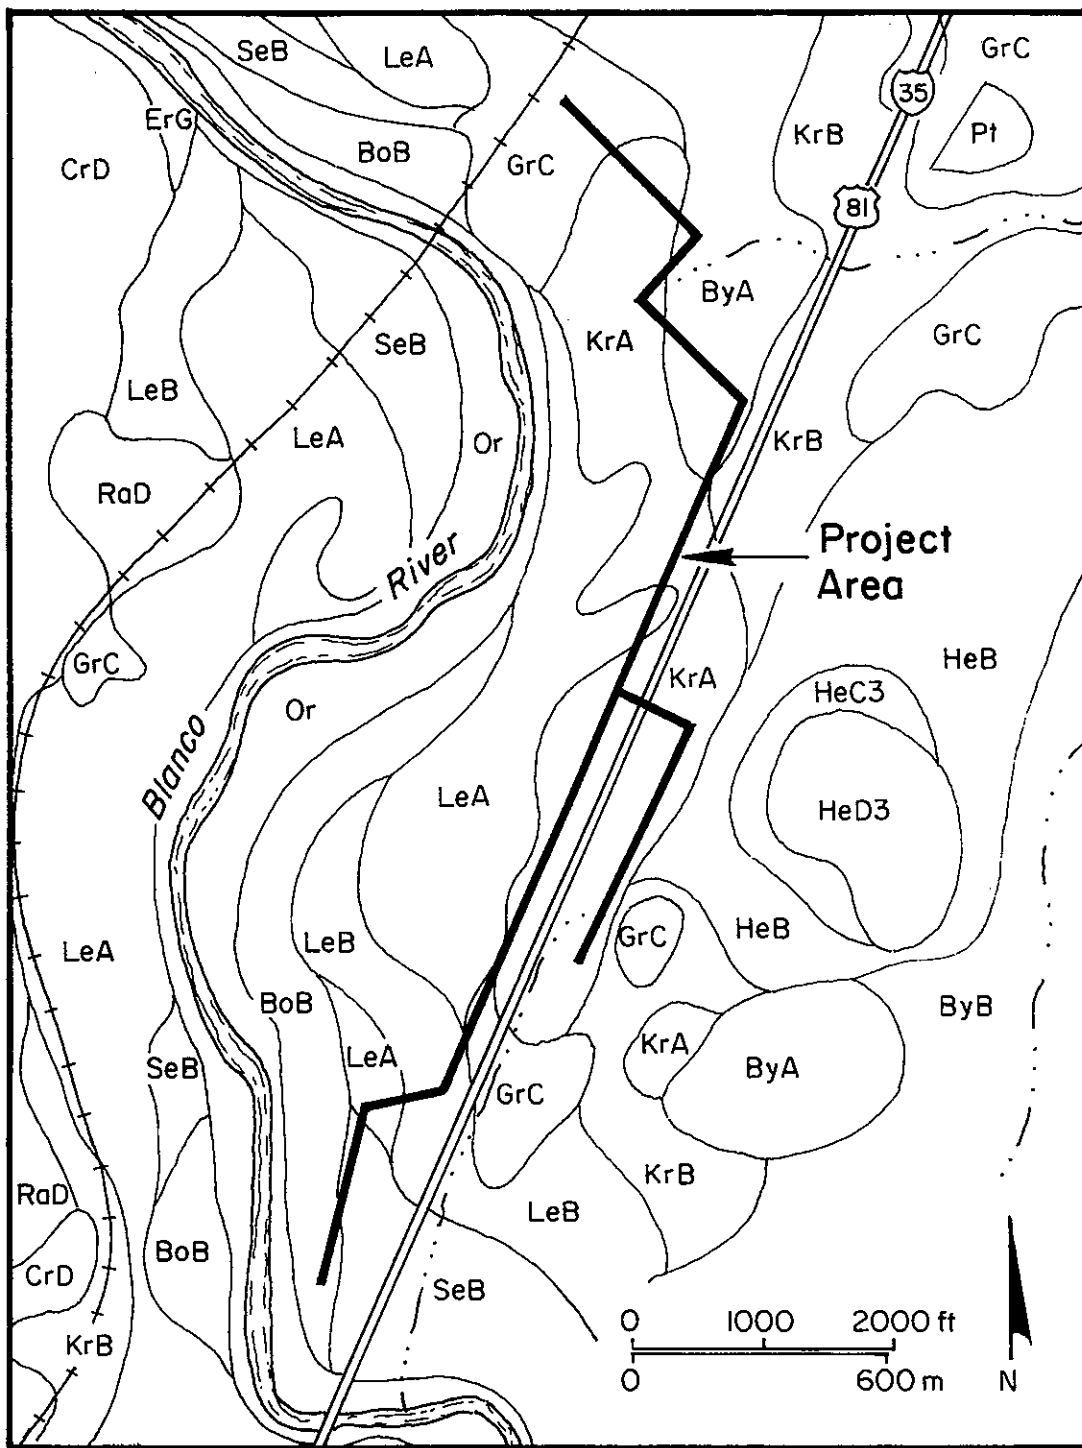 SeB
LeA
GrC
35
ErG
CrD
BoB
GrC
KrB
Pt
81
ByA
SeB
KrA
GrC
LeB
LeA
Or
KrB
RaD
River
Project
Area
GrC
KrA
HeB
HeC3
Or
Blanco
LeA
HeD3
LeA
LeB
GrC
HeB
BoB
ByB
SeB
LeA
KrA
ByA
GrC
KrB
RaD
LeB
BoB
CrD
SeB
KrB
0 1000 2000 ft
0 600 m
N